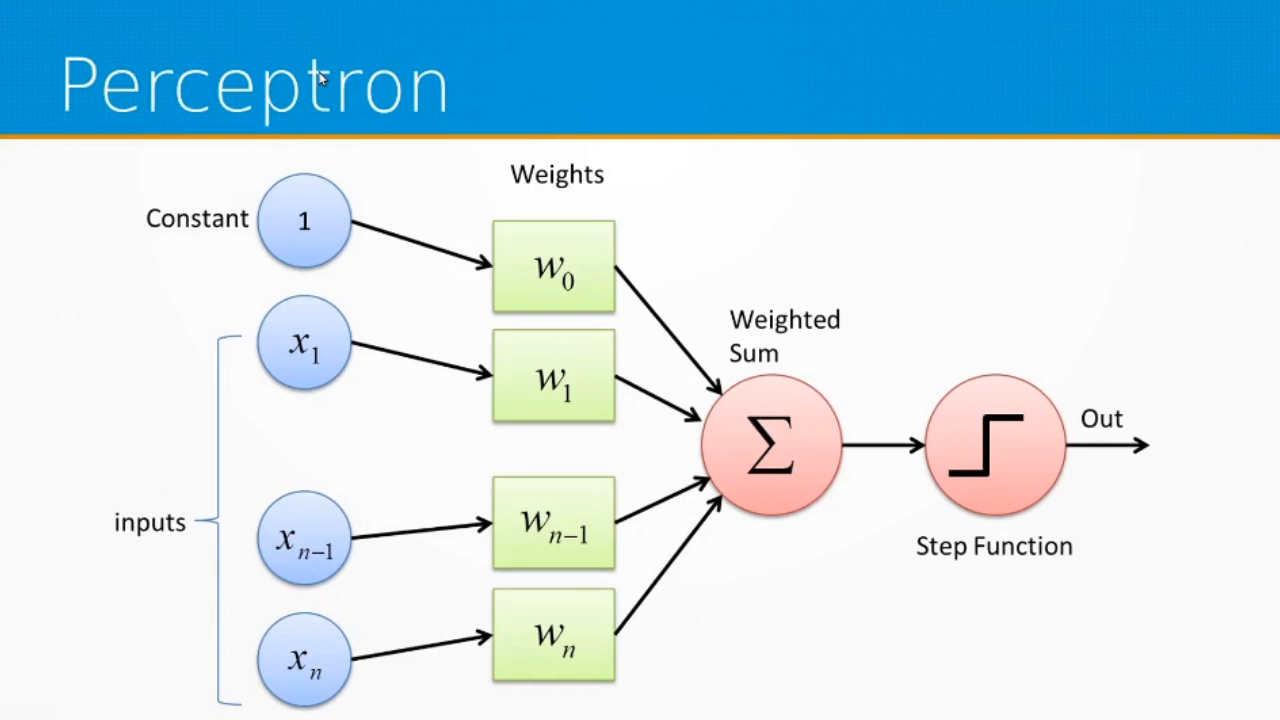 Perceptron
Weights
Constant
1
w₀
x₁
w₁
Weighted
Sum
Σ
Out
inputs
xₙ₋₁
wₙ₋₁
Step Function
xₙ
wₙ